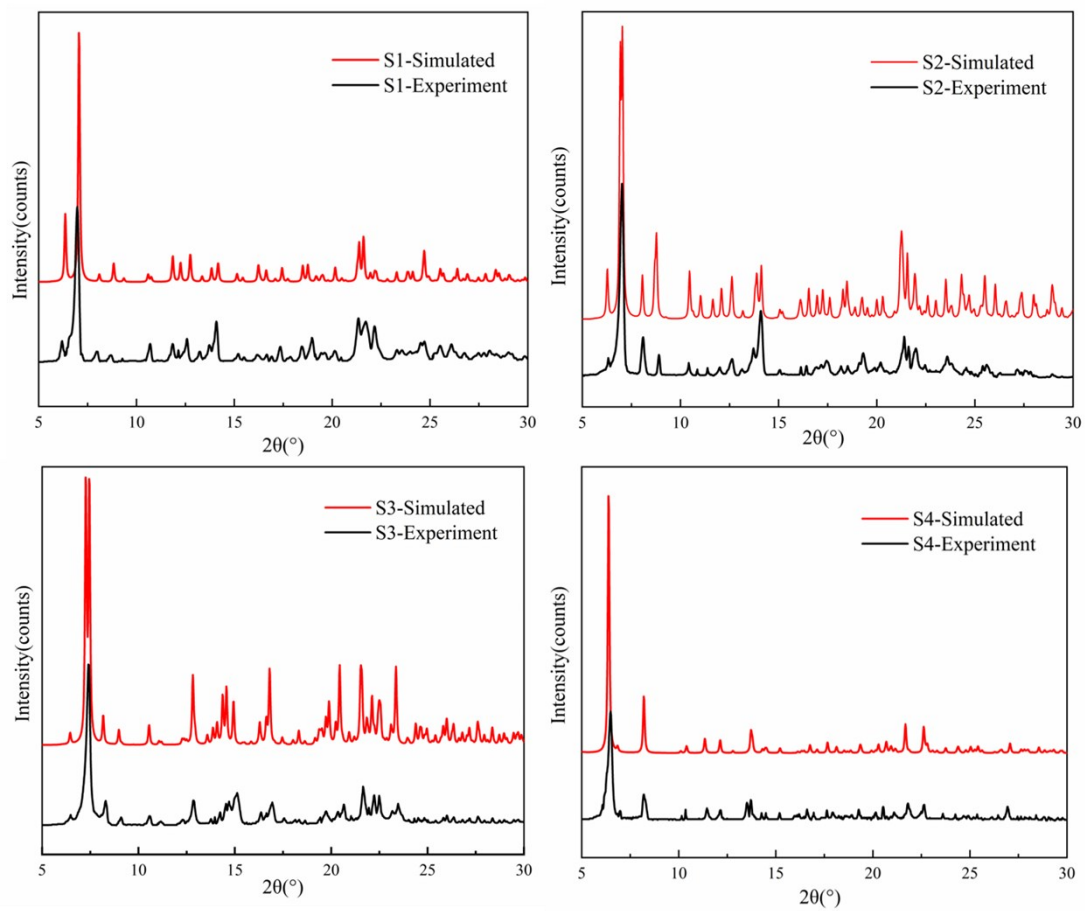 S1-Simulated
S1-Experiment
Intensity(counts)
5 10 15 20 25 30
2θ(°)
S2-Simulated
S2-Experiment
Intensity(counts)
5 10 15 20 25 30
2θ(°)
S3-Simulated
S3-Experiment
Intensity(counts)
5 10 15 20 25 30
2θ(°)
S4-Simulated
S4-Experiment
Intensity(counts)
5 10 15 20 25 30
2θ(°)